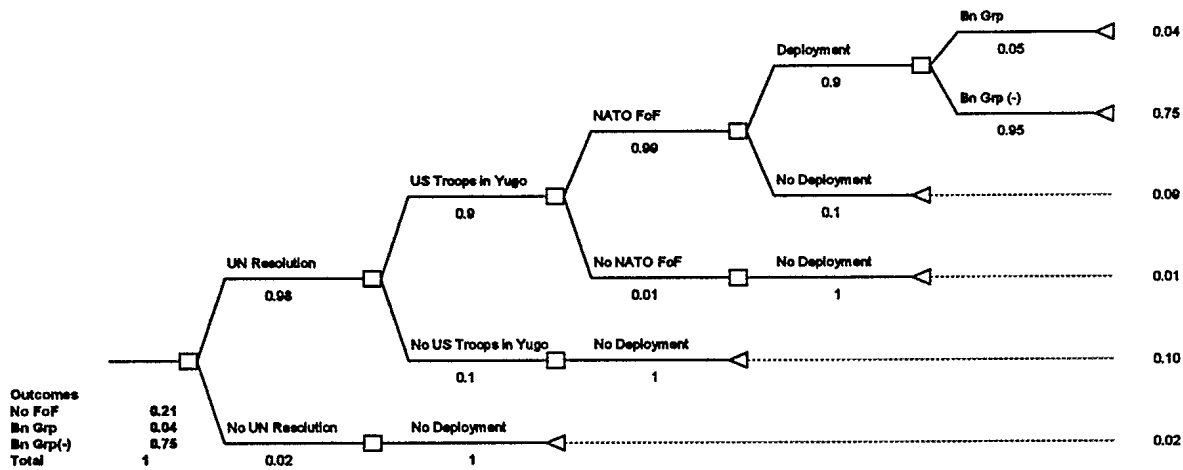 Bn Grp
0.04
Deployment
0.05
0.9
Bn Grp (-)
0.75
NATO FoF
0.95
0.99
US Troops in Yugo
No Deployment
0.09
0.9
0.1
UN Resolution
No NATO FoF
No Deployment
0.01
0.98
0.01
1
No US Troops in Yugo
No Deployment
0.10
0.1
1
Outcomes
No FoF 0.21
Bn Grp 0.04
Bn Grp(-) 0.75
Total 1
No UN Resolution
No Deployment
0.02
0.02
1